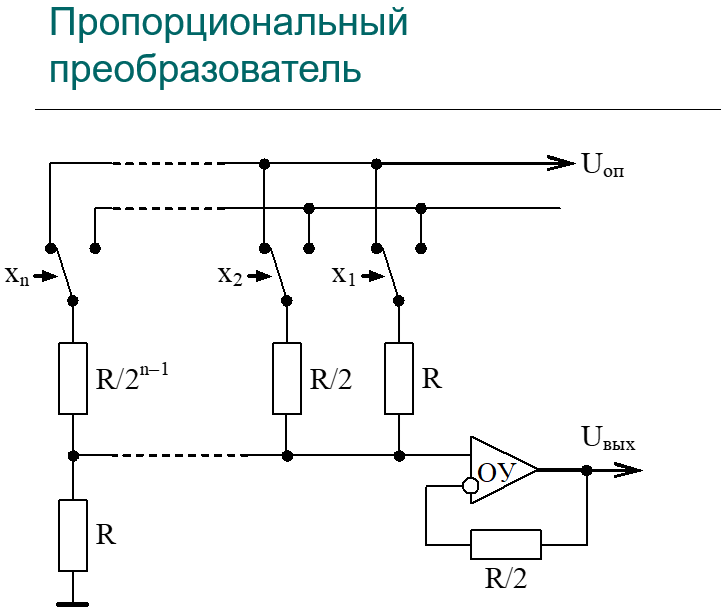 Пропорциональный
преобразователь
Uоп
xn x2 x1
R/2ⁿ⁻¹ R/2 R
Uвых
ОУ
R
R/2